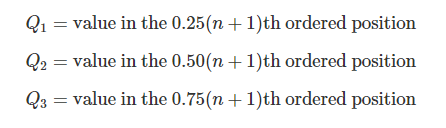 Q₁ = value in the 0.25(n + 1)th ordered position
Q₂ = value in the 0.50(n + 1)th ordered position
Q₃ = value in the 0.75(n + 1)th ordered position